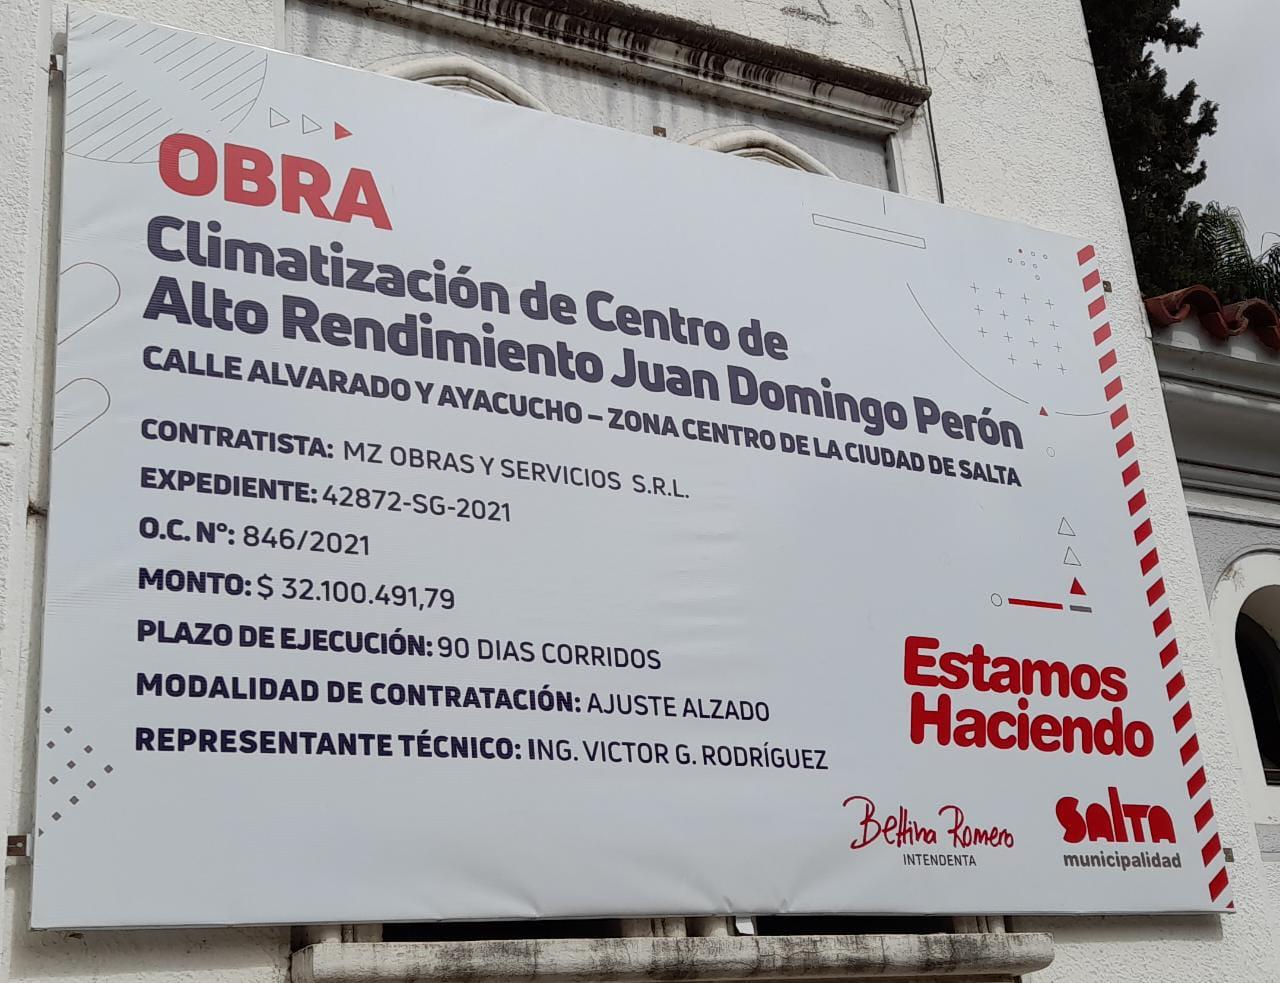 OBRA
Climatización de Centro de
Alto Rendimiento Juan Domingo Perón
CALLE ALVARADO Y AYACUCHO – ZONA CENTRO DE LA CIUDAD DE SALTA
CONTRATISTA: MZ OBRAS Y SERVICIOS S.R.L.
EXPEDIENTE: 42872-SG-2021
O.C. N°: 846/2021
MONTO: $ 32.100.491,79
PLAZO DE EJECUCIÓN: 90 DIAS CORRIDOS
MODALIDAD DE CONTRATACIÓN: AJUSTE ALZADO
REPRESENTANTE TÉCNICO: ING. VICTOR G. RODRÍGUEZ
Estamos
Haciendo
Bettina Romero
INTENDENTA
SALTA
municipalidad